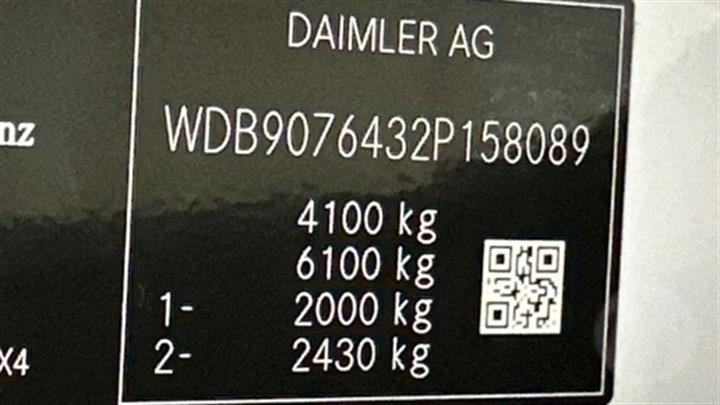 DAIMLER AG
nz
WDB9076432P158089
4100 kg
6100 kg
1- 2000 kg
X4 2- 2430 kg